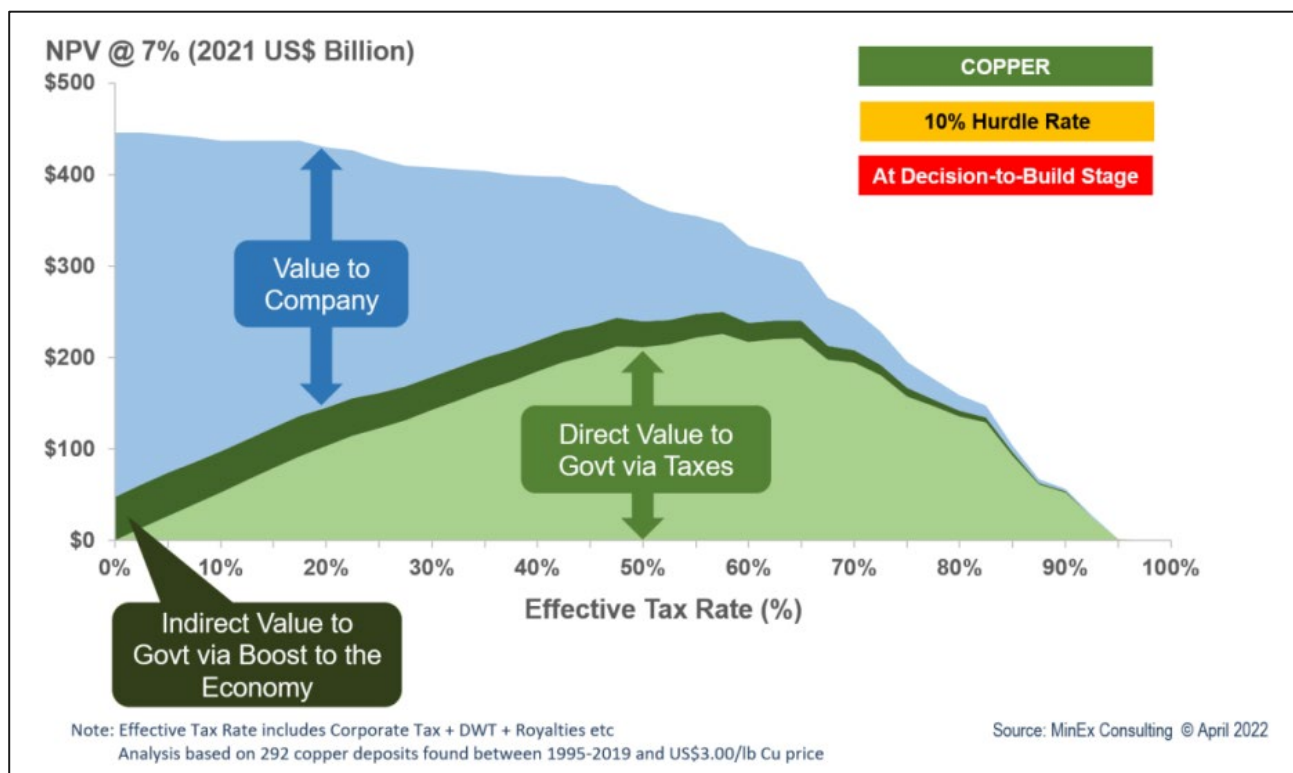 NPV @ 7% (2021 US$ Billion)
COPPER
10% Hurdle Rate
At Decision-to-Build Stage
$500
$400
$300
$200
$100
$0
Value to
Company
Direct Value to
Govt via Taxes
0% 10% 20% 30% 40% 50% 60% 70% 80% 90% 100%
Effective Tax Rate (%)
Indirect Value to
Govt via Boost to the
Economy
Note: Effective Tax Rate includes Corporate Tax + DWT + Royalties etc
Analysis based on 292 copper deposits found between 1995-2019 and US$3.00/lb Cu price
Source: MinEx Consulting © April 2022